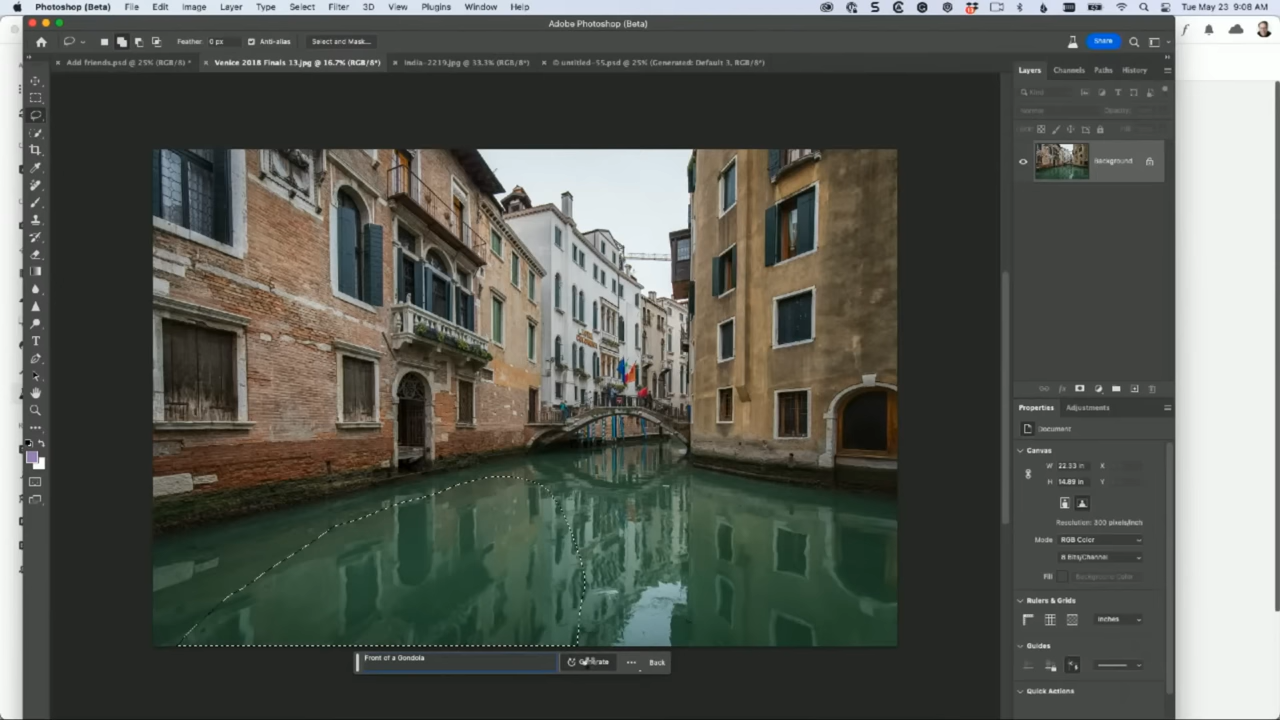 Photoshop (Beta) File Edit Image Layer Type Select Filter 3D View Plugins Window Help Tue May 23 9:08 AM
Adobe Photoshop (Beta)
Feather: 0 px Anti-alias Select and Mask... Share
Add friends.psd @ 25% (RGB/8) * Venice 2018 Finals 13.jpg @ 16.7% (RGB/8*) India-2219.jpg @ 33.3% (RGB/8*) © untitled-55.psd @ 25% (Generated: Default 3, RGB/8*)
Layers Channels Paths History
Kind
Normal Opacity:
Background
Properties Adjustments
Document
Canvas
W 22.33 in X
H 14.89 in Y
Resolution: 300 pixels/inch
Mode RGB Color
8 Bits/Channel
Fill Background Color
Rulers & Grids
Inches
Guides
Front of a Gondola Generate ••• Back
Quick Actions